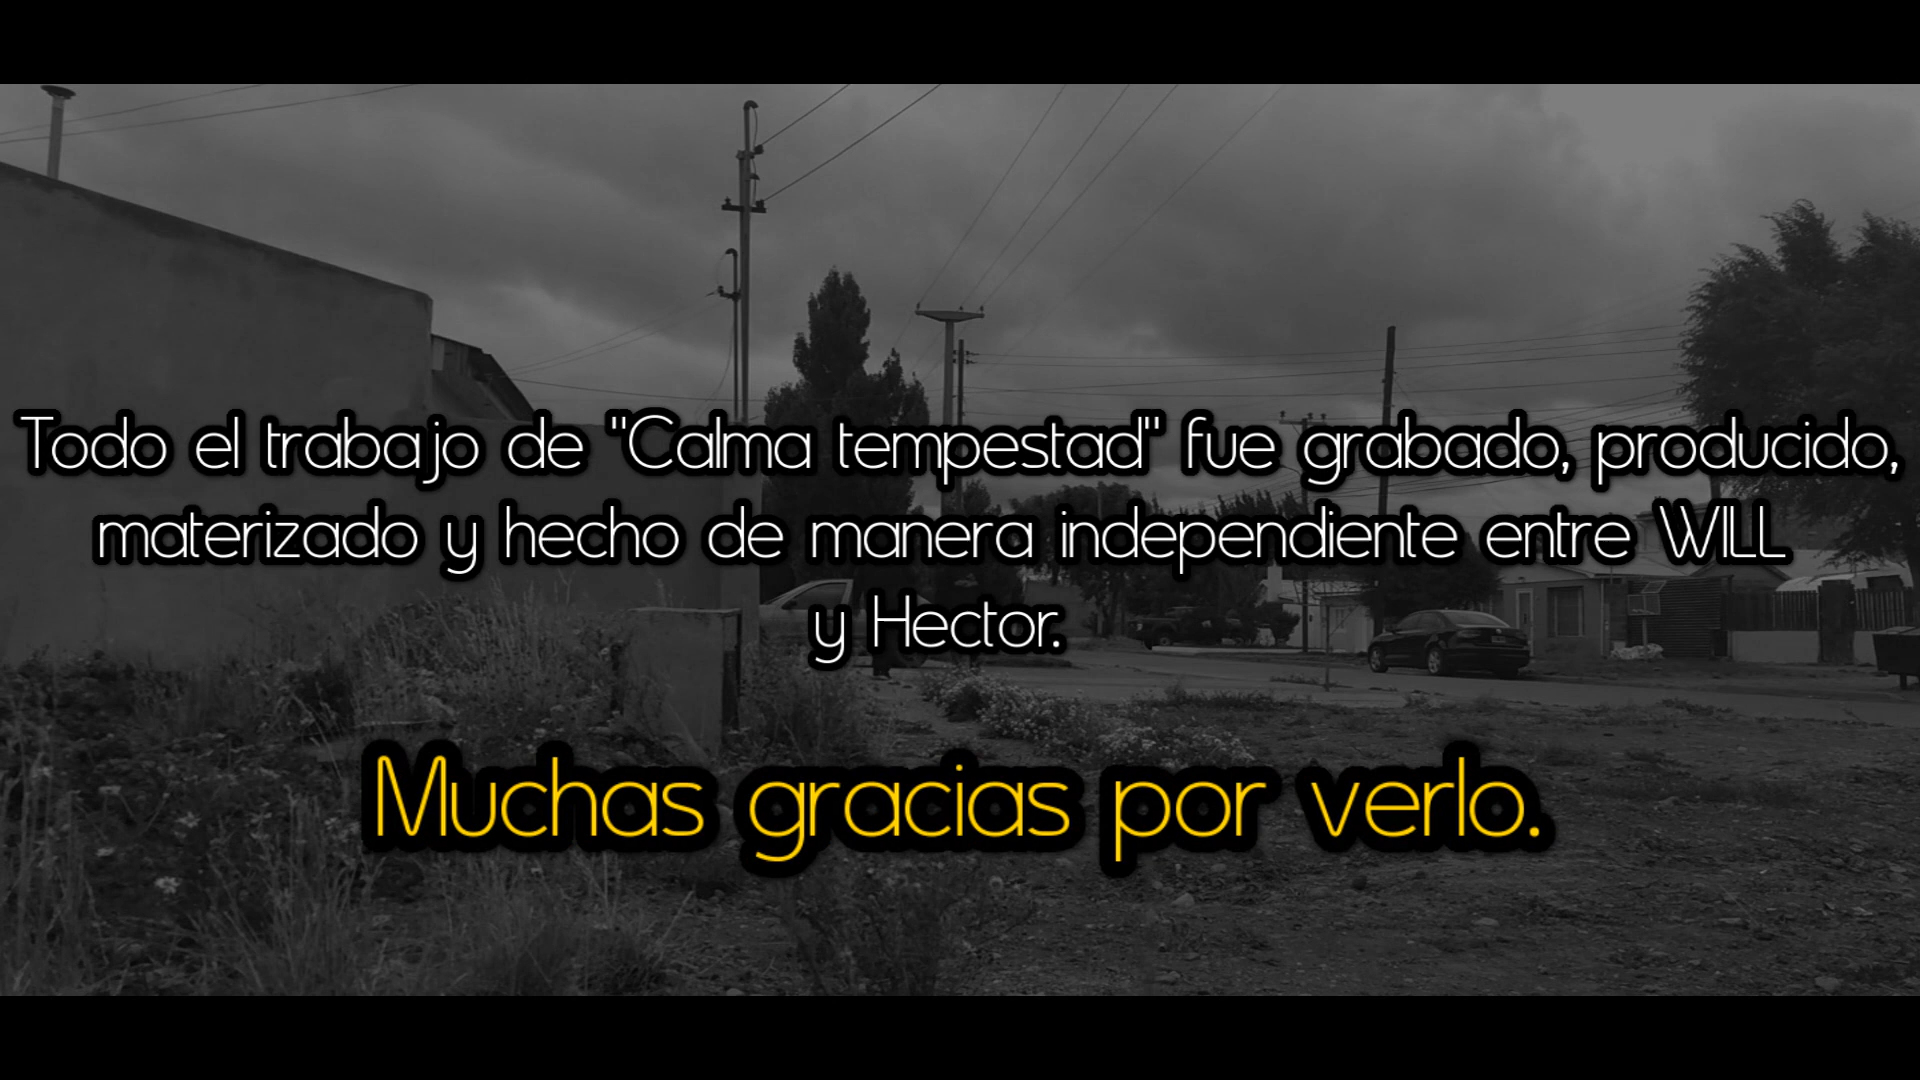 Todo el trabajo de "Calma tempestad" fue grabado, producido,
materizado y hecho de manera independiente entre WILL
y Hector.
Muchas gracias por verlo.